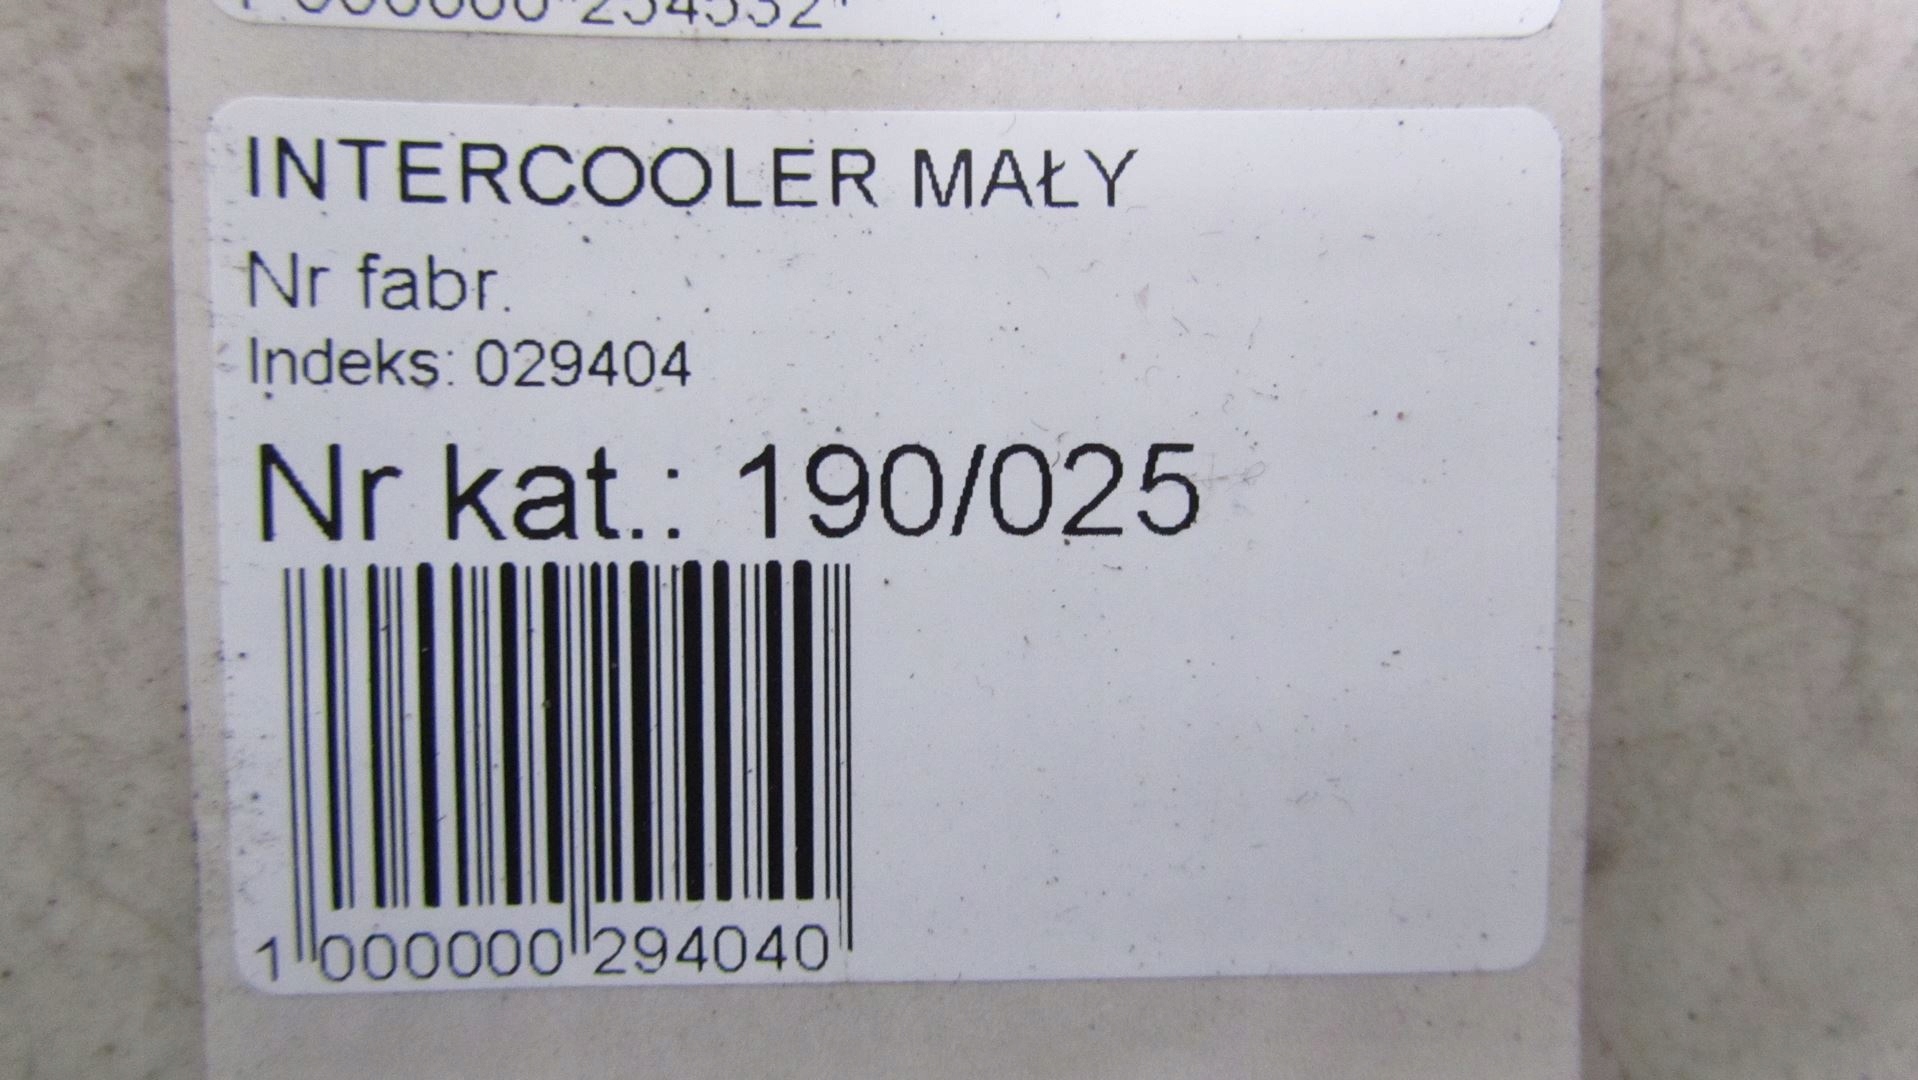 INTERCOOLER MAŁY
Nr fabr.
Indeks: 029404
Nr kat.: 190/025
1 000000 294040